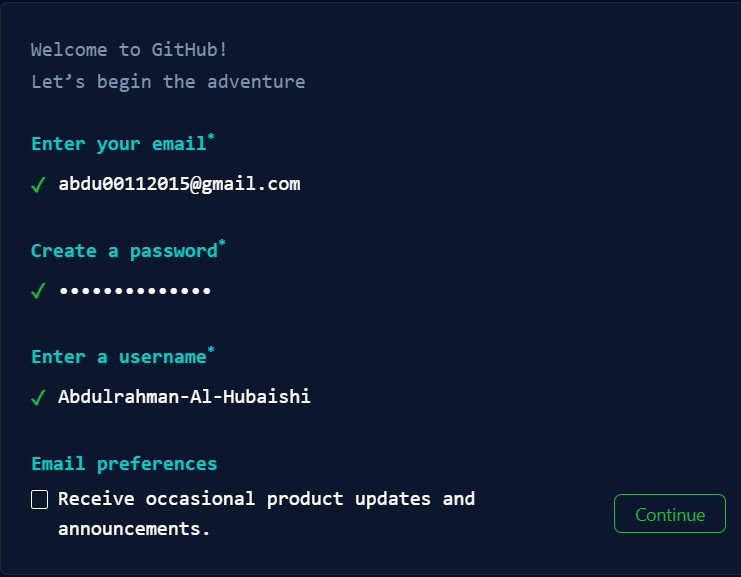 Welcome to GitHub!
Let’s begin the adventure
Enter your email*
✓ abdu00112015@gmail.com
Create a password*
✓ ••••••••••••••
Enter a username*
✓ Abdulrahman-Al-Hubaishi
Email preferences
Receive occasional product updates and
announcements.
Continue